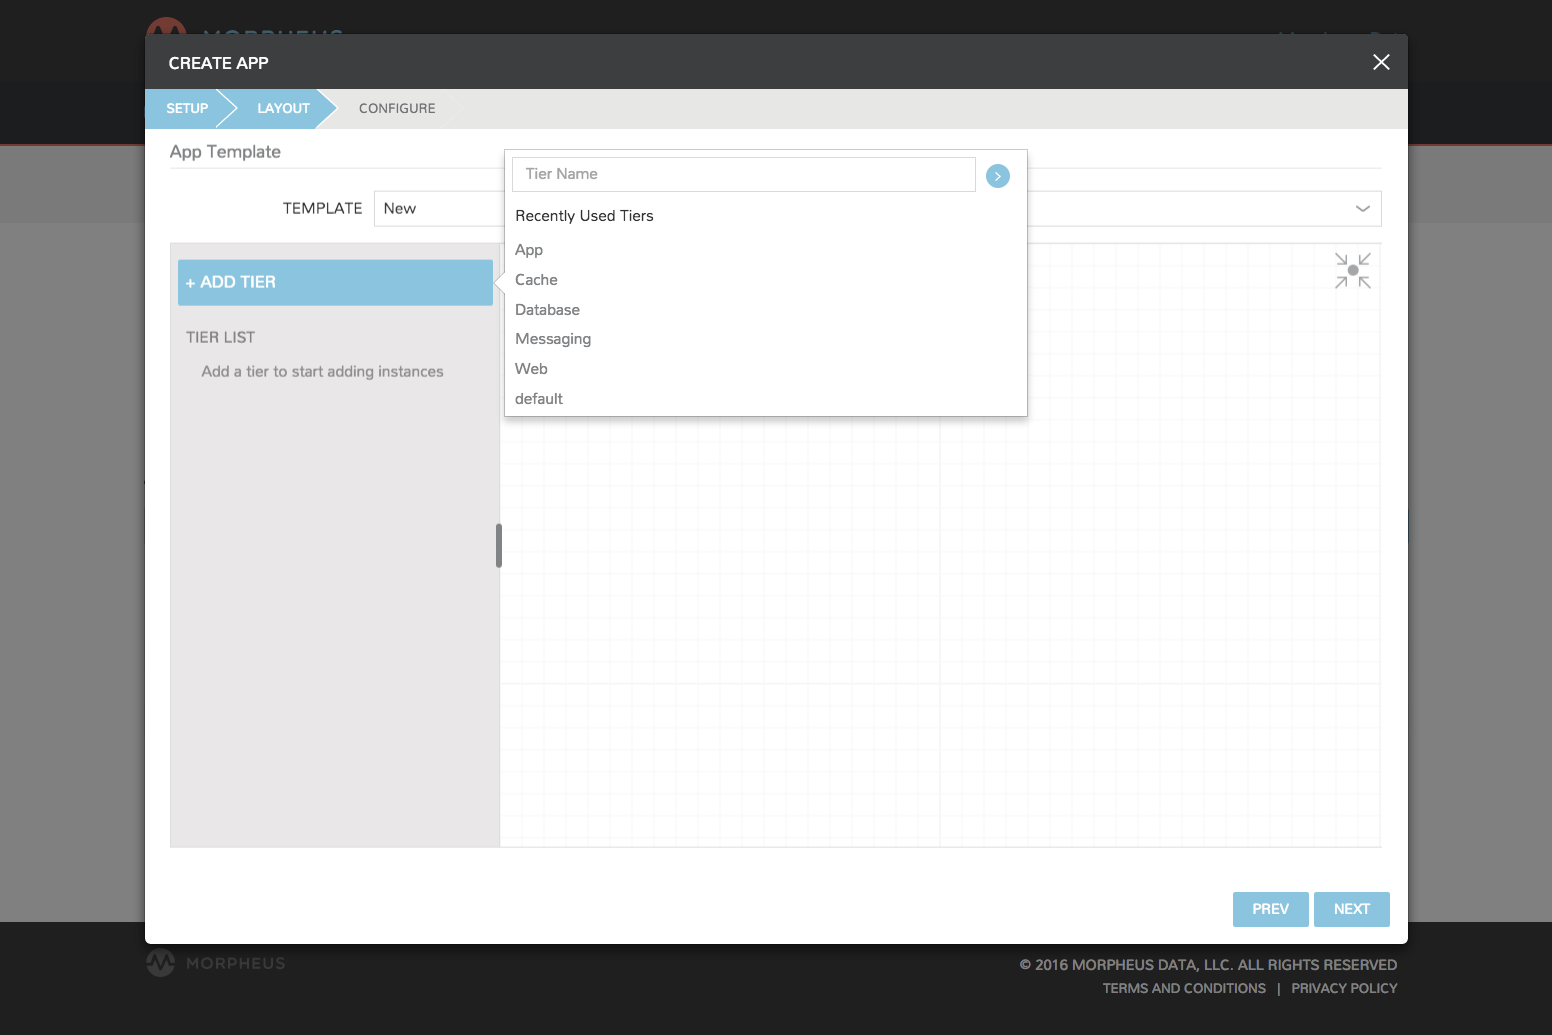 MORPHEUS
CREATE APP
SETUP
LAYOUT
CONFIGURE
App Template
Tier Name
TEMPLATE
New
Recently Used Tiers
App
Cache
Database
Messaging
Web
default
+ ADD TIER
TIER LIST
Add a tier to start adding instances
PREV
NEXT
MORPHEUS
© 2016 MORPHEUS DATA, LLC. ALL RIGHTS RESERVED
TERMS AND CONDITIONS | PRIVACY POLICY